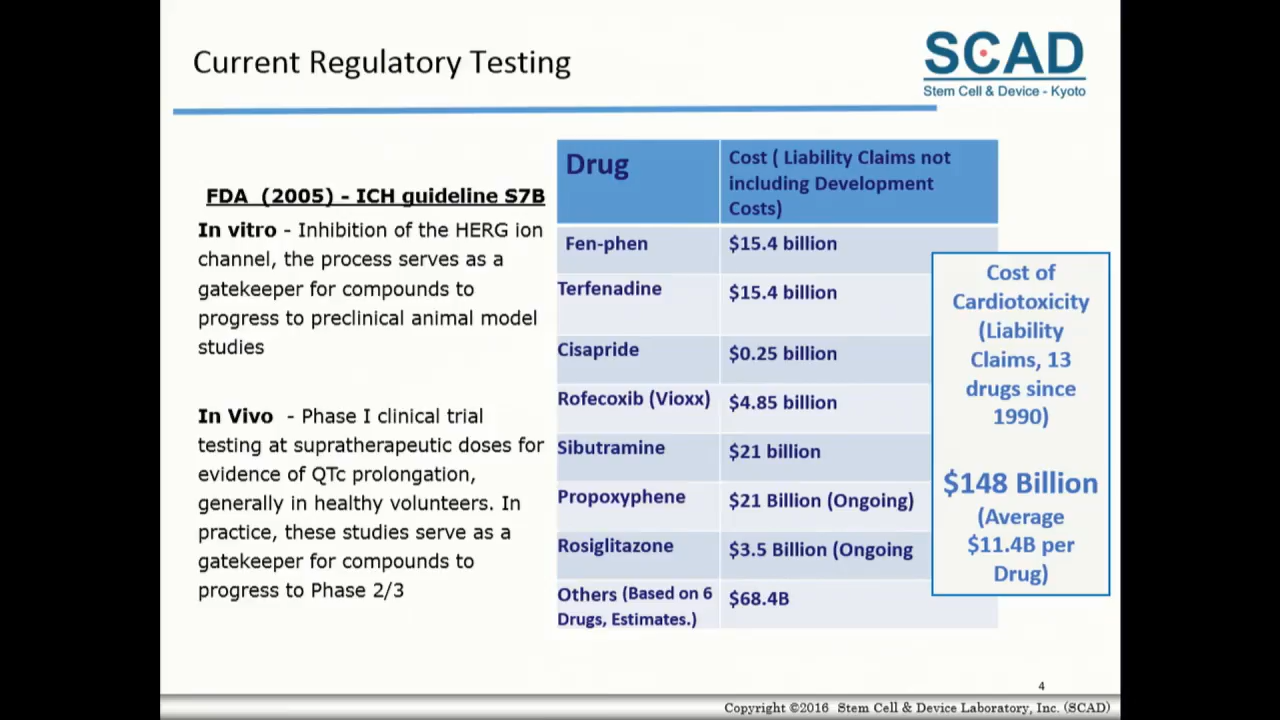 Current Regulatory Testing
SCAD
Stem Cell & Device - Kyoto
FDA  (2005) - ICH guideline S7B
In vitro - Inhibition of the HERG ion
channel, the process serves as a
gatekeeper for compounds to
progress to preclinical animal model
studies
In Vivo  - Phase I clinical trial
testing at supratherapeutic doses for
evidence of QTc prolongation,
generally in healthy volunteers. In
practice, these studies serve as a
gatekeeper for compounds to
progress to Phase 2/3
Drug
Cost ( Liability Claims not
including Development
Costs)
Fen-phen
$15.4 billion
Terfenadine
$15.4 billion
Cisapride
$0.25 billion
Rofecoxib (Vioxx)
$4.85 billion
Sibutramine
$21 billion
Propoxyphene
$21 Billion (Ongoing)
Rosiglitazone
$3.5 Billion (Ongoing
Others (Based on 6
Drugs, Estimates.)
$68.4B
Cost of
Cardiotoxicity
(Liability
Claims, 13
drugs since
1990)
$148 Billion
(Average
$11.4B per
Drug)
4
Copyright ©2016  Stem Cell & Device Laboratory, Inc. (SCAD)